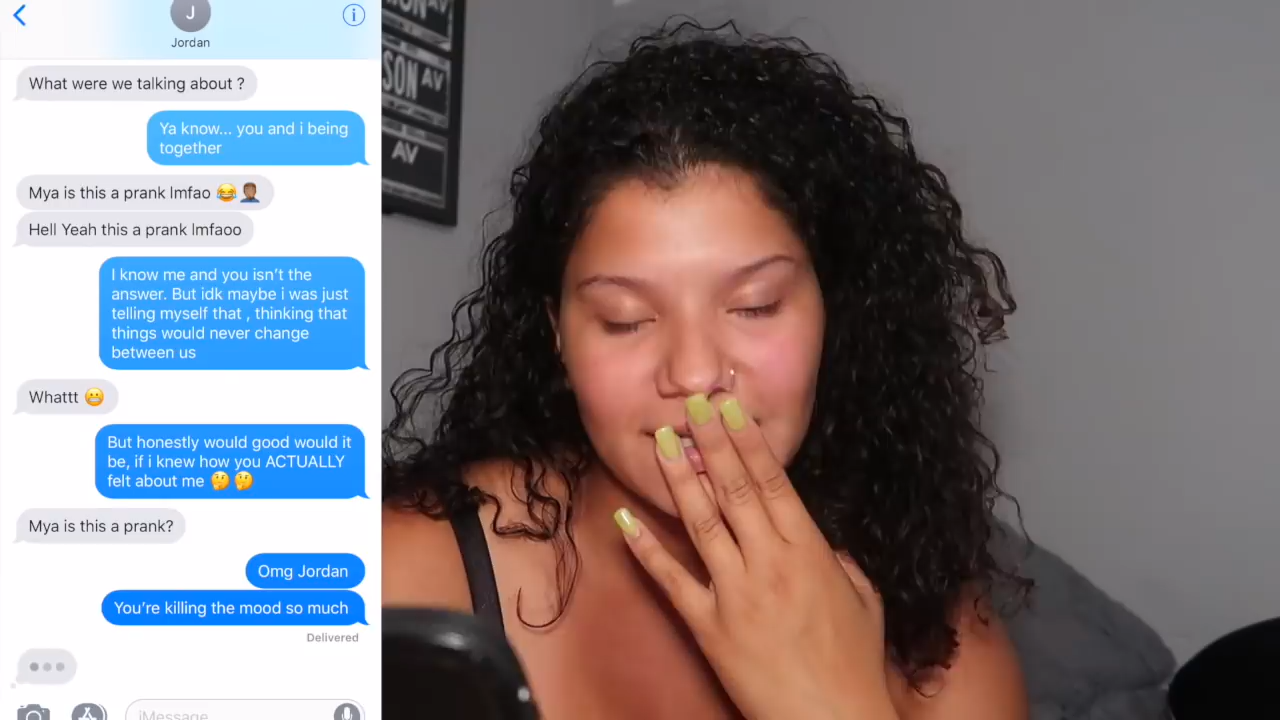 J
Jordan
What were we talking about ?
Ya know... you and i being
together
Mya is this a prank lmfao 😂🤦🏾‍♂️
Hell Yeah this a prank lmfaoo
I know me and you isn't the
answer. But idk maybe i was just
telling myself that , thinking that
things would never change
between us
Whattt 😬
But honestly would good would it
be, if i knew how you ACTUALLY
felt about me 🤔 🤔
Mya is this a prank?
Omg Jordan
You're killing the mood so much
Delivered
iMessage
SON AV
AV